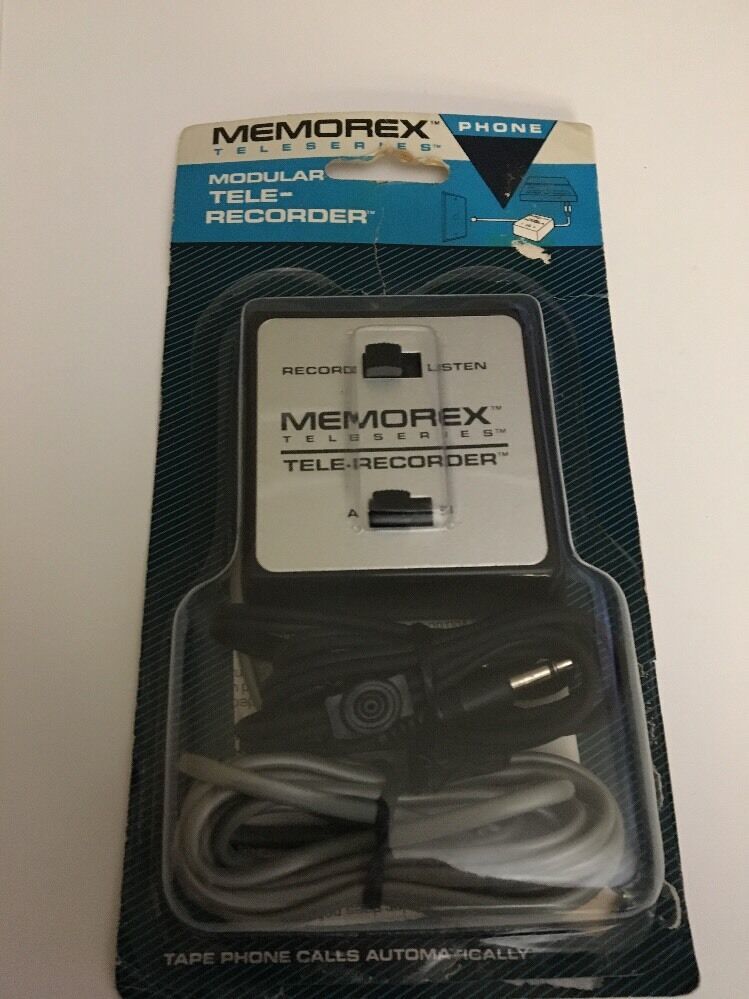 MEMOREX™ PHONE
TELESERIES™
MODULAR
TELE-
RECORDER™
RECORD LISTEN
MEMOREX™
TELESERIES™
TELE-RECORDER™
A
TAPE PHONE CALLS AUTOMATICALLY